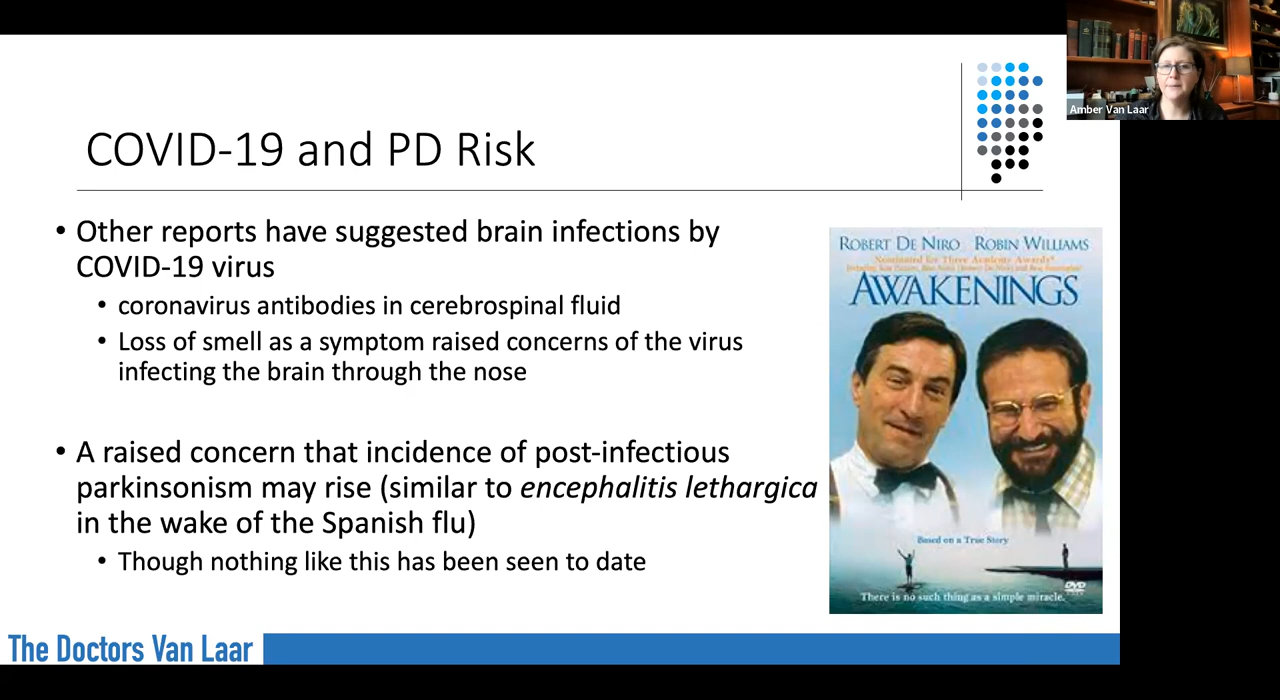 Amber Van Laar
COVID-19 and PD Risk
• Other reports have suggested brain infections by
COVID-19 virus
• coronavirus antibodies in cerebrospinal fluid
• Loss of smell as a symptom raised concerns of the virus
infecting the brain through the nose
• A raised concern that incidence of post-infectious
parkinsonism may rise (similar to encephalitis lethargica
in the wake of the Spanish flu)
• Though nothing like this has been seen to date
ROBERT DE NIRO ROBIN WILLIAMS
Nominated for Three Academy Awards*
AWAKENINGS
Based on a True Story
DVD
There is no such thing as a simple miracle.
The Doctors Van Laar